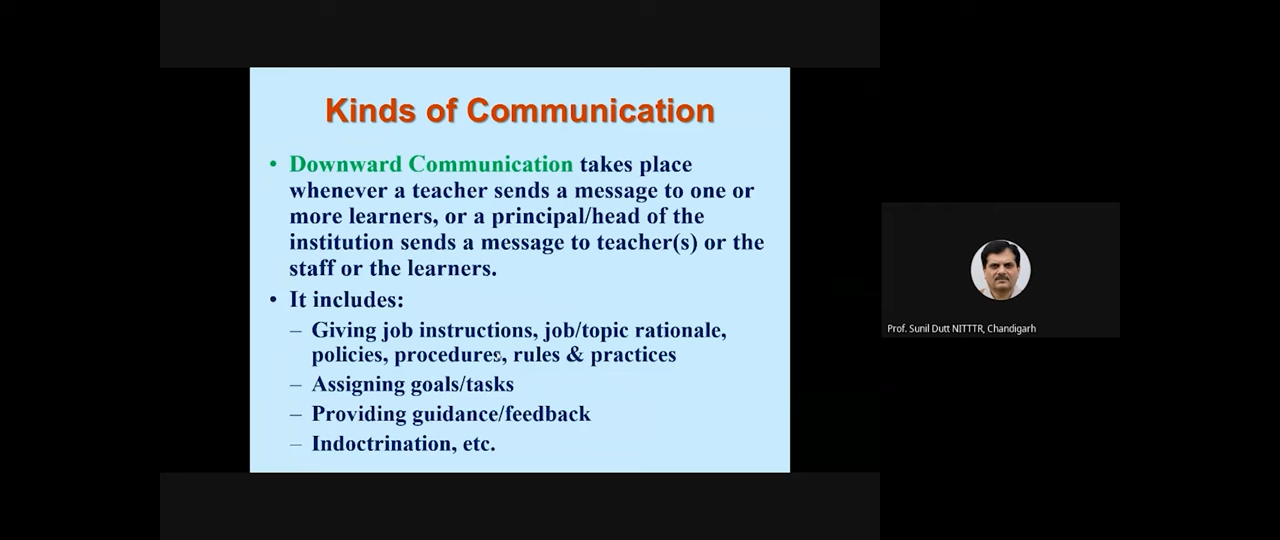 Kinds of Communication
• Downward Communication takes place
whenever a teacher sends a message to one or
more learners, or a principal/head of the
institution sends a message to teacher(s) or the
staff or the learners.
• It includes:
– Giving job instructions, job/topic rationale,
policies, procedures, rules & practices
– Assigning goals/tasks
– Providing guidance/feedback
– Indoctrination, etc.
Prof. Sunil Dutt NITTTR, Chandigarh